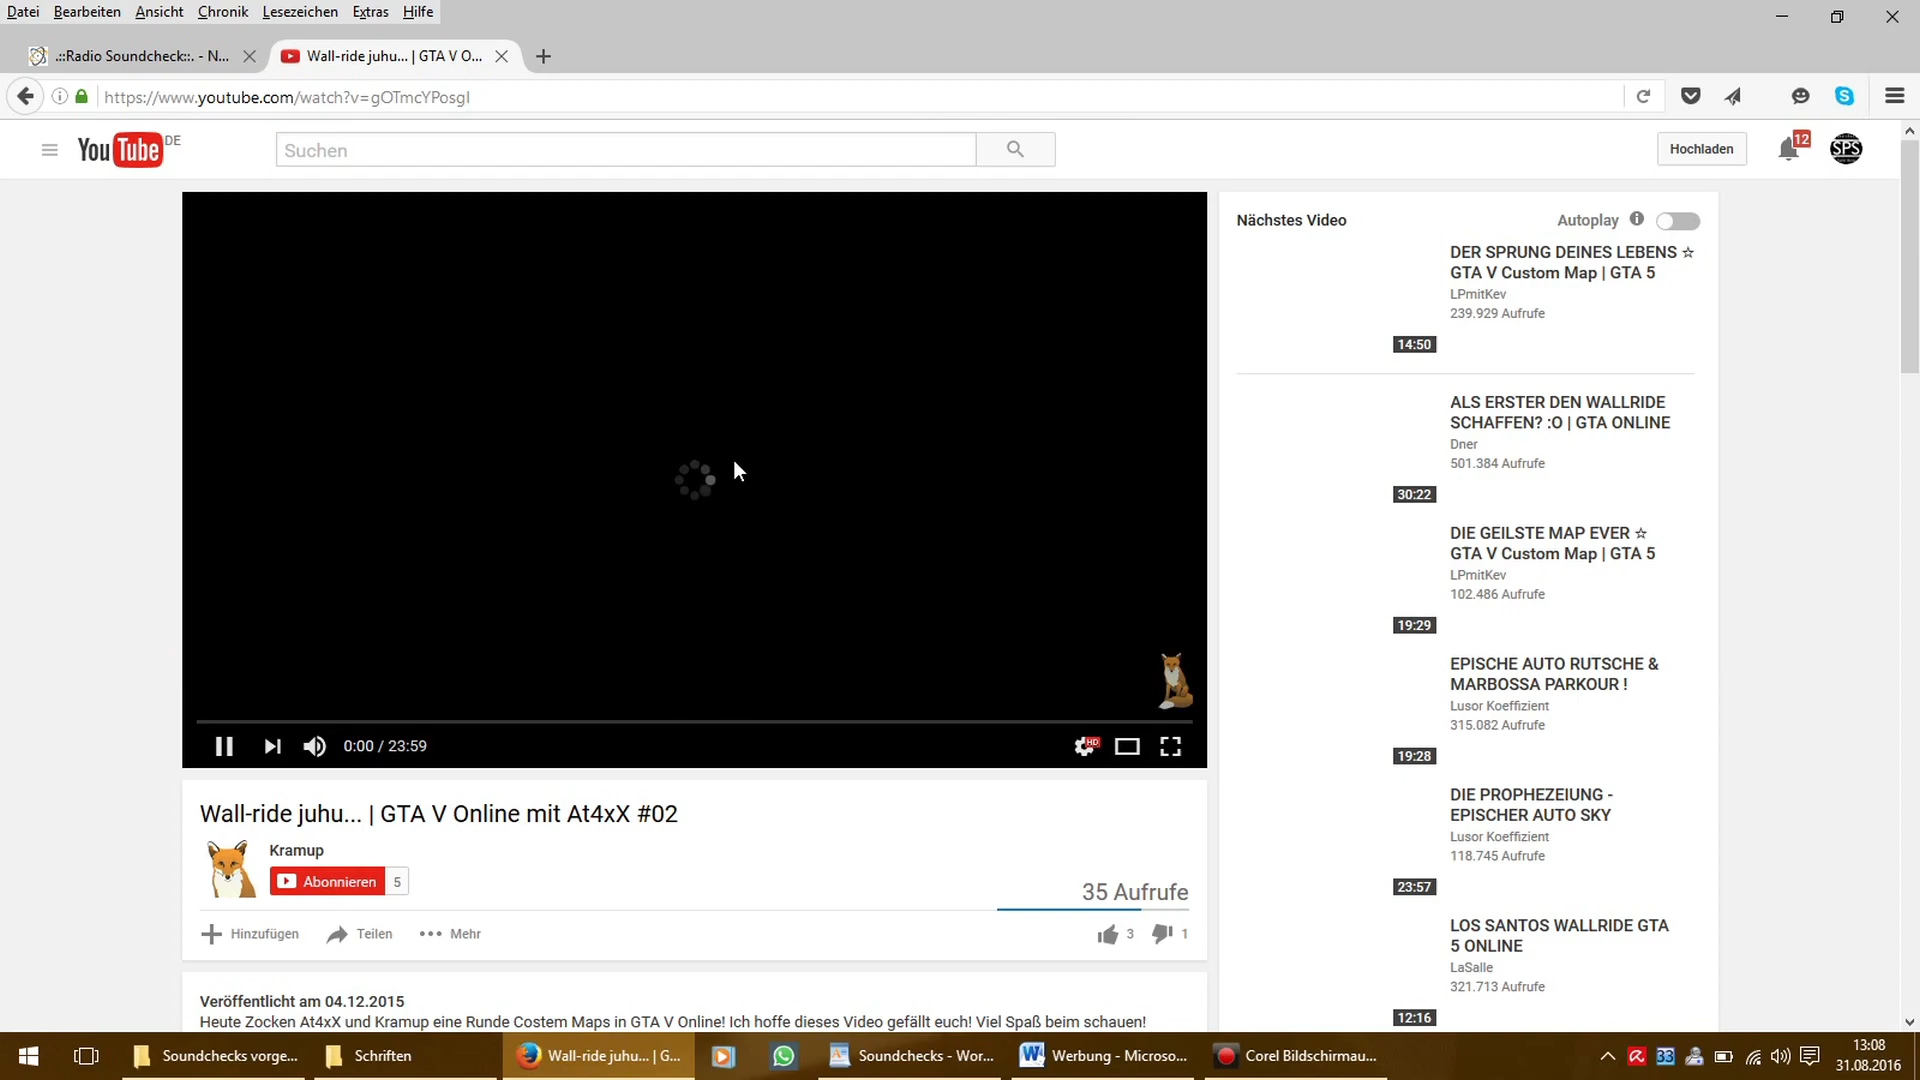 Datei Bearbeiten Ansicht Chronik Lesezeichen Extras Hilfe
.::Radio Soundcheck::. - N...
Wall-ride juhu... | GTA V O...
https://www.youtube.com/watch?v=gOTmcYPosgI
YouTube DE
Suchen
Hochladen
12
SPS
Nächstes Video
Autoplay
DER SPRUNG DEINES LEBENS ☆
GTA V Custom Map | GTA 5
LPmitKev
239.929 Aufrufe
14:50
ALS ERSTER DEN WALLRIDE
SCHAFFEN? :O | GTA ONLINE
Dner
501.384 Aufrufe
30:22
DIE GEILSTE MAP EVER ☆
GTA V Custom Map | GTA 5
LPmitKev
102.486 Aufrufe
19:29
EPISCHE AUTO RUTSCHE &
MARBOSSA PARKOUR !
Lusor Koeffizient
315.082 Aufrufe
19:28
DIE PROPHEZEIUNG -
EPISCHER AUTO SKY
Lusor Koeffizient
118.745 Aufrufe
23:57
LOS SANTOS WALLRIDE GTA
5 ONLINE
LaSalle
321.713 Aufrufe
12:16
0:00 / 23:59
HD
Wall-ride juhu... | GTA V Online mit At4xX #02
Kramup
Abonnieren 5
35 Aufrufe
Hinzufügen Teilen Mehr
3 1
Veröffentlicht am 04.12.2015
Heute Zocken At4xX und Kramup eine Runde Costem Maps in GTA V Online! Ich hoffe dieses Video gefällt euch! Viel Spaß beim schauen!
Soundchecks vorge...
Schriften
Wall-ride juhu... | G...
Soundchecks - Wor...
Werbung - Microso...
Corel Bildschirmau...
33
13:08
31.08.2016